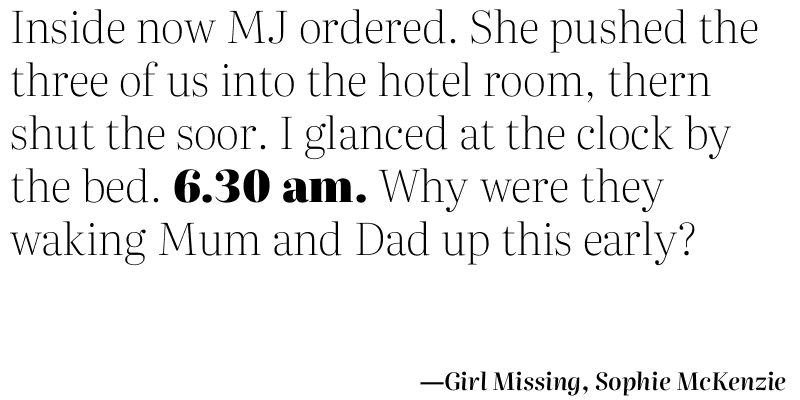 Inside now MJ ordered. She pushed the
three of us into the hotel room, thern
shut the soor. I glanced at the clock by
the bed. 6.30 am. Why were they
waking Mum and Dad up this early?
—Girl Missing, Sophie McKenzie